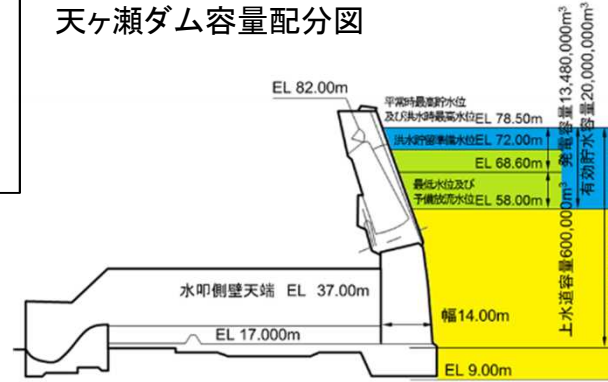 天ヶ瀬ダム容量配分図
EL 82.00m
平常時最高貯水位
及び洪水時最高水位EL 78.50m
洪水貯留準備水位EL 72.00m
EL 68.60m
最低水位及び
予備放流水位EL 58.00m
発電容量13,480,000m³
有効貯水容量20,000,000m³
上水道容量600,000m³
水叩側壁天端 EL 37.00m
幅14.00m
EL 17.000m
EL 9.00m